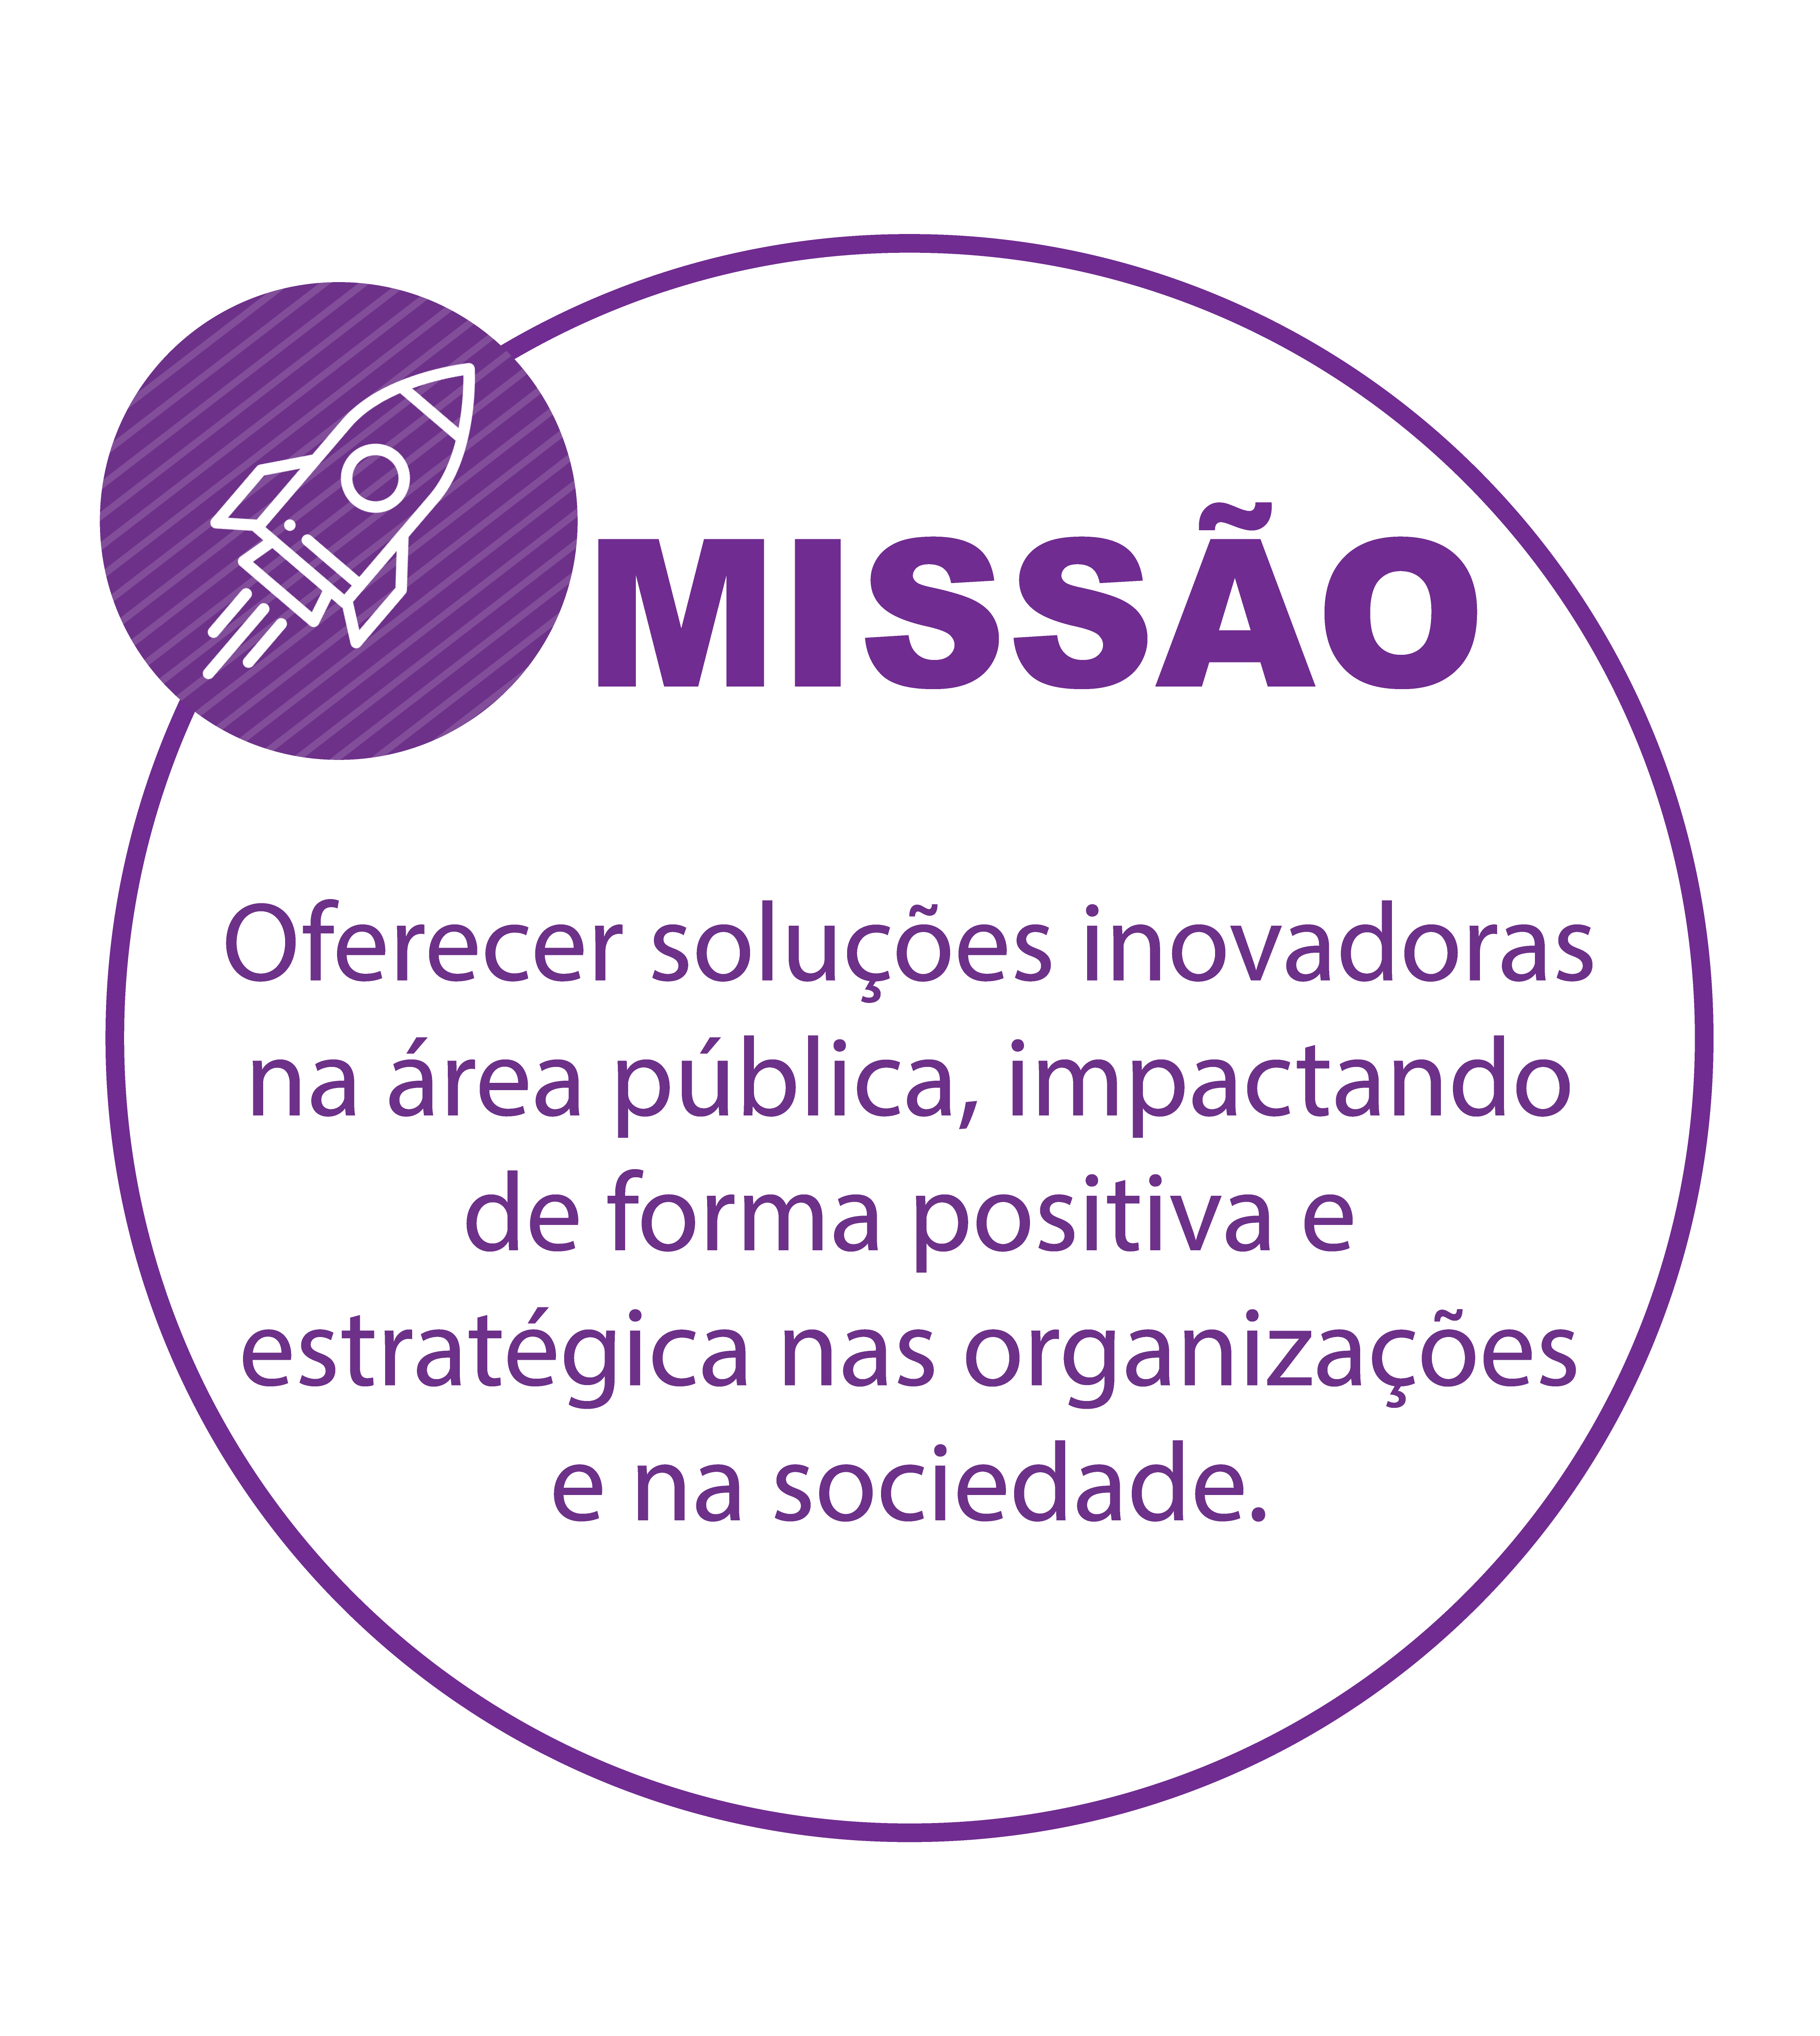 MISSÃO
Oferecer soluções inovadoras
na área pública, impactando
de forma positiva e
estratégica nas organizações
e na sociedade.